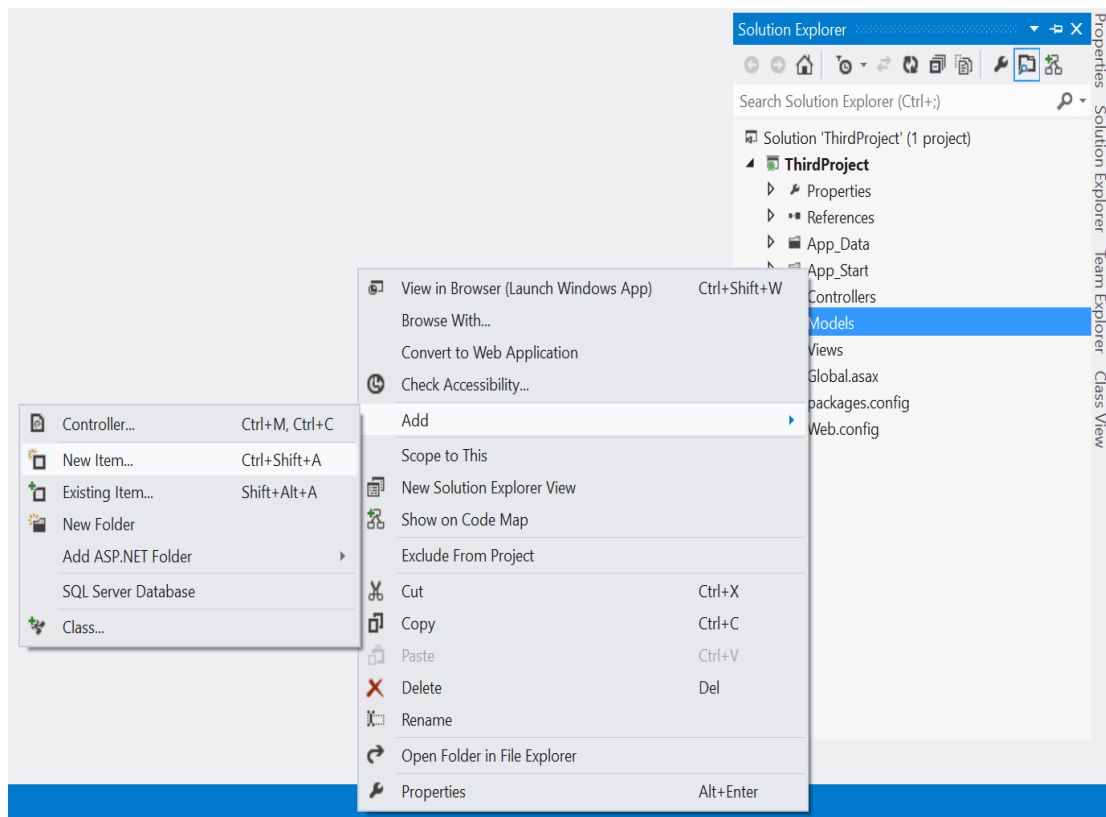 Solution Explorer
Search Solution Explorer (Ctrl+;)
Solution 'ThirdProject' (1 project)
ThirdProject
Properties
References
App_Data
App_Start
Controllers
Models
Views
Global.asax
packages.config
Web.config
Properties
Solution Explorer
Team Explorer
Class View
View in Browser (Launch Windows App) Ctrl+Shift+W
Browse With...
Convert to Web Application
Check Accessibility...
Add
Scope to This
New Solution Explorer View
Show on Code Map
Exclude From Project
Cut Ctrl+X
Copy Ctrl+C
Paste Ctrl+V
Delete Del
Rename
Open Folder in File Explorer
Properties Alt+Enter
Controller... Ctrl+M, Ctrl+C
New Item... Ctrl+Shift+A
Existing Item... Shift+Alt+A
New Folder
Add ASP.NET Folder
SQL Server Database
Class...